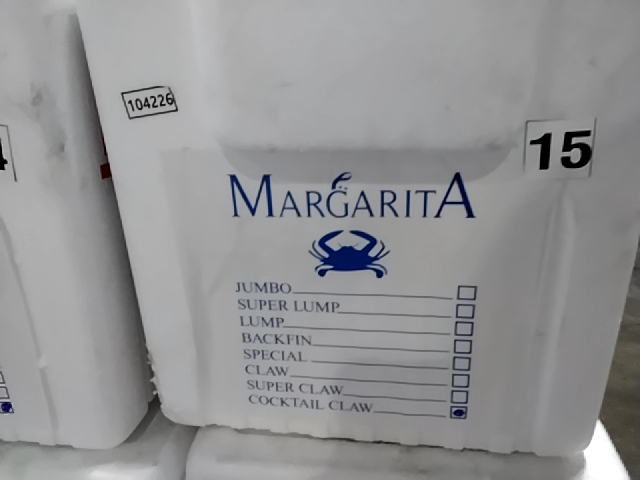 104226
15
MARGARITA
JUMBO
SUPER LUMP
LUMP
BACKFIN
SPECIAL
CLAW
SUPER CLAW
COCKTAIL CLAW